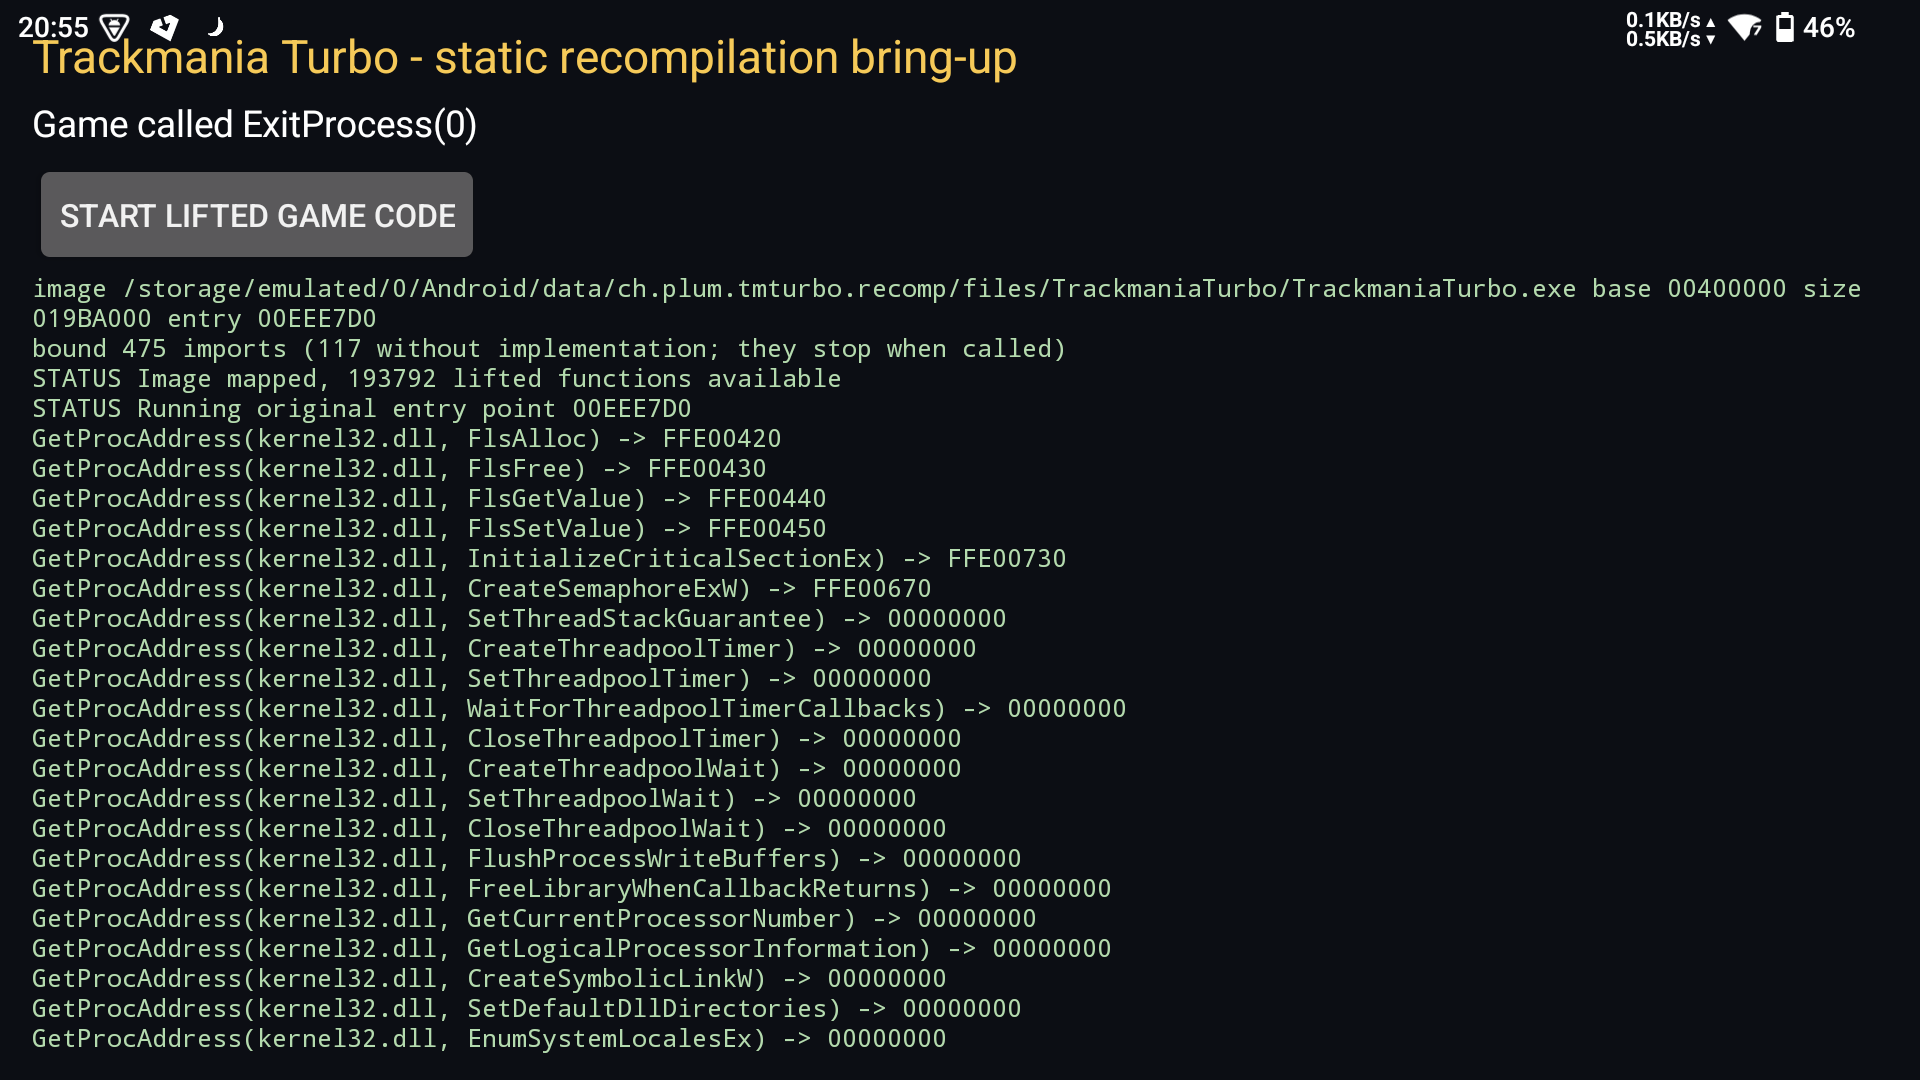 20:55
0.1KB/s ▲
0.5KB/s ▼
46%
Trackmania Turbo - static recompilation bring-up
Game called ExitProcess(0)
START LIFTED GAME CODE
image /storage/emulated/0/Android/data/ch.plum.tmturbo.recomp/files/TrackmaniaTurbo/TrackmaniaTurbo.exe base 00400000 size
019BA000 entry 00EEE7D0
bound 475 imports (117 without implementation; they stop when called)
STATUS Image mapped, 193792 lifted functions available
STATUS Running original entry point 00EEE7D0
GetProcAddress(kernel32.dll, FlsAlloc) -> FFE00420
GetProcAddress(kernel32.dll, FlsFree) -> FFE00430
GetProcAddress(kernel32.dll, FlsGetValue) -> FFE00440
GetProcAddress(kernel32.dll, FlsSetValue) -> FFE00450
GetProcAddress(kernel32.dll, InitializeCriticalSectionEx) -> FFE00730
GetProcAddress(kernel32.dll, CreateSemaphoreExW) -> FFE00670
GetProcAddress(kernel32.dll, SetThreadStackGuarantee) -> 00000000
GetProcAddress(kernel32.dll, CreateThreadpoolTimer) -> 00000000
GetProcAddress(kernel32.dll, SetThreadpoolTimer) -> 00000000
GetProcAddress(kernel32.dll, WaitForThreadpoolTimerCallbacks) -> 00000000
GetProcAddress(kernel32.dll, CloseThreadpoolTimer) -> 00000000
GetProcAddress(kernel32.dll, CreateThreadpoolWait) -> 00000000
GetProcAddress(kernel32.dll, SetThreadpoolWait) -> 00000000
GetProcAddress(kernel32.dll, CloseThreadpoolWait) -> 00000000
GetProcAddress(kernel32.dll, FlushProcessWriteBuffers) -> 00000000
GetProcAddress(kernel32.dll, FreeLibraryWhenCallbackReturns) -> 00000000
GetProcAddress(kernel32.dll, GetCurrentProcessorNumber) -> 00000000
GetProcAddress(kernel32.dll, GetLogicalProcessorInformation) -> 00000000
GetProcAddress(kernel32.dll, CreateSymbolicLinkW) -> 00000000
GetProcAddress(kernel32.dll, SetDefaultDllDirectories) -> 00000000
GetProcAddress(kernel32.dll, EnumSystemLocalesEx) -> 00000000